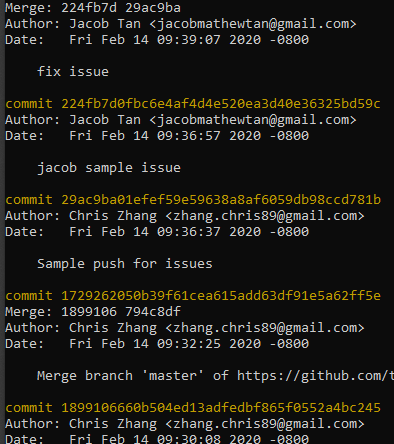 Merge: 224fb7d 29ac9ba
Author: Jacob Tan <jacobmathewtan@gmail.com>
Date:   Fri Feb 14 09:39:07 2020 -0800
fix issue
commit 224fb7d0fbc6e4af4d4e520ea3d40e36325bd59c
Author: Jacob Tan <jacobmathewtan@gmail.com>
Date:   Fri Feb 14 09:36:57 2020 -0800
jacob sample issue
commit 29ac9ba01efef59e59638a8af6059db98ccd781b
Author: Chris Zhang <zhang.chris89@gmail.com>
Date:   Fri Feb 14 09:36:37 2020 -0800
Sample push for issues
commit 1729262050b39f61cea615add63df91e5a62ff5e
Merge: 1899106 794c8df
Author: Chris Zhang <zhang.chris89@gmail.com>
Date:   Fri Feb 14 09:32:25 2020 -0800
Merge branch 'master' of https://github.com/t
commit 1899106660b504ed13adfedbf865f0552a4bc245
Author: Chris Zhang <zhang.chris89@gmail.com>
Date:   Fri Feb 14 09:30:08 2020 -0800